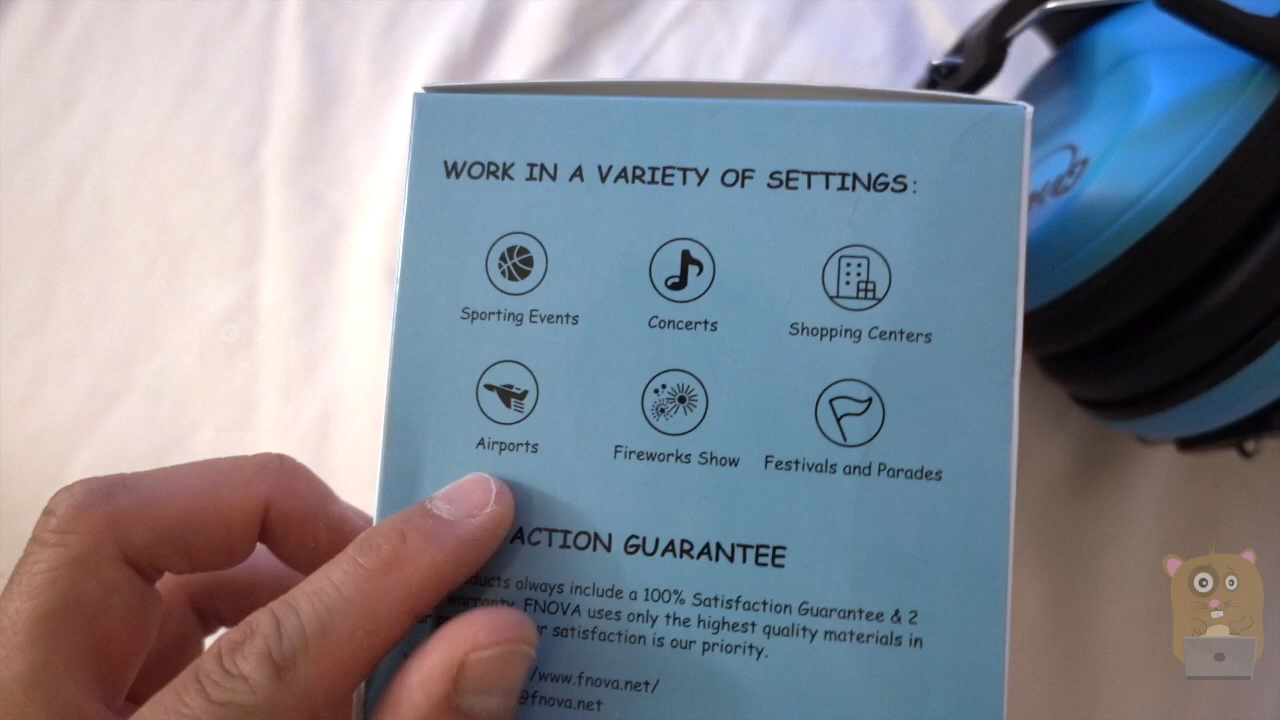 WORK IN A VARIETY OF SETTINGS:
Sporting Events
Concerts
Shopping Centers
Airports
Fireworks Show
Festivals and Parades
ACTION GUARANTEE
ducts always include a 100% Satisfaction Guarantee & 2
warranty. FNOVA uses only the highest quality materials in
r satisfaction is our priority.
/www.fnova.net/
@fnova.net